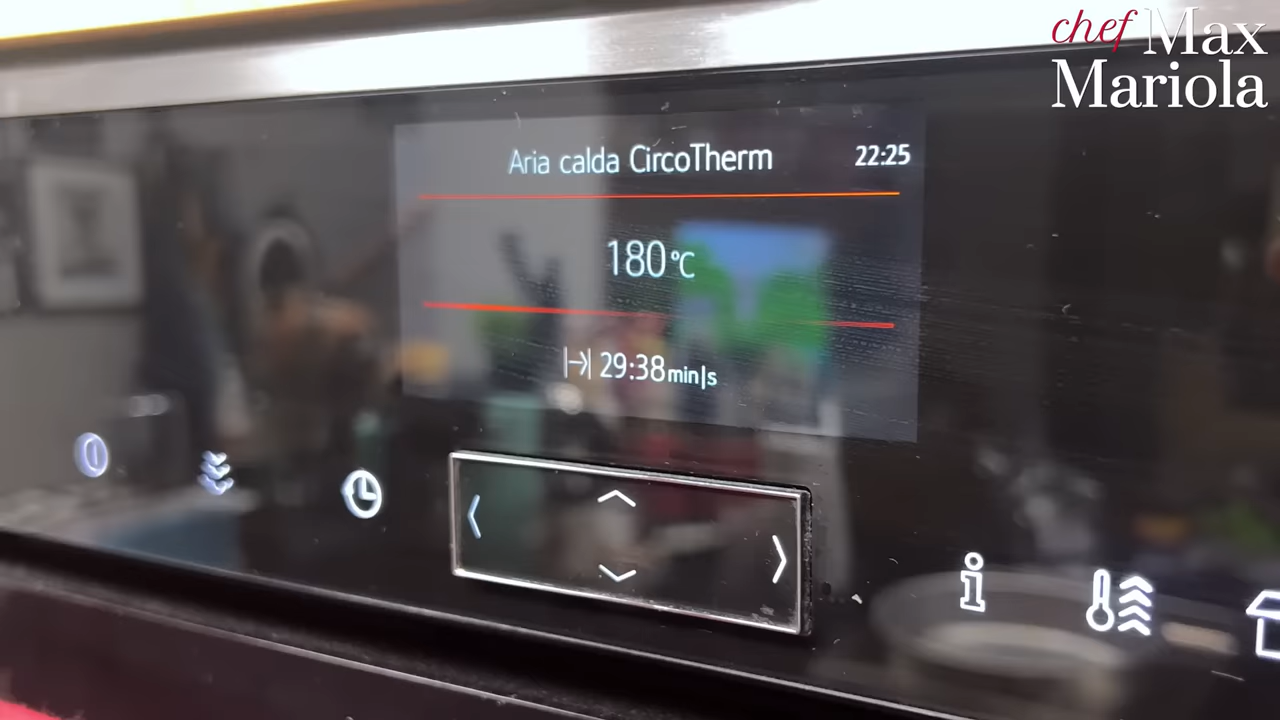 chef Max
Mariola
Aria calda CircoTherm 22:25
180°C
29:38 min|s